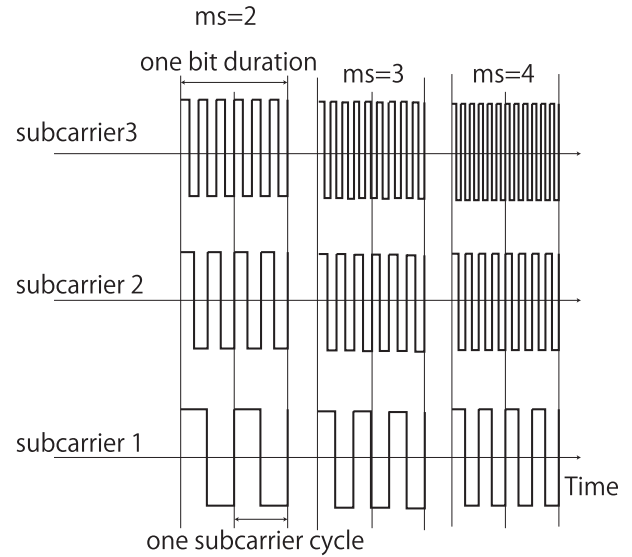 ms=2
one bit duration
ms=3
ms=4
subcarrier3
subcarrier 2
subcarrier 1
Time
one subcarrier cycle